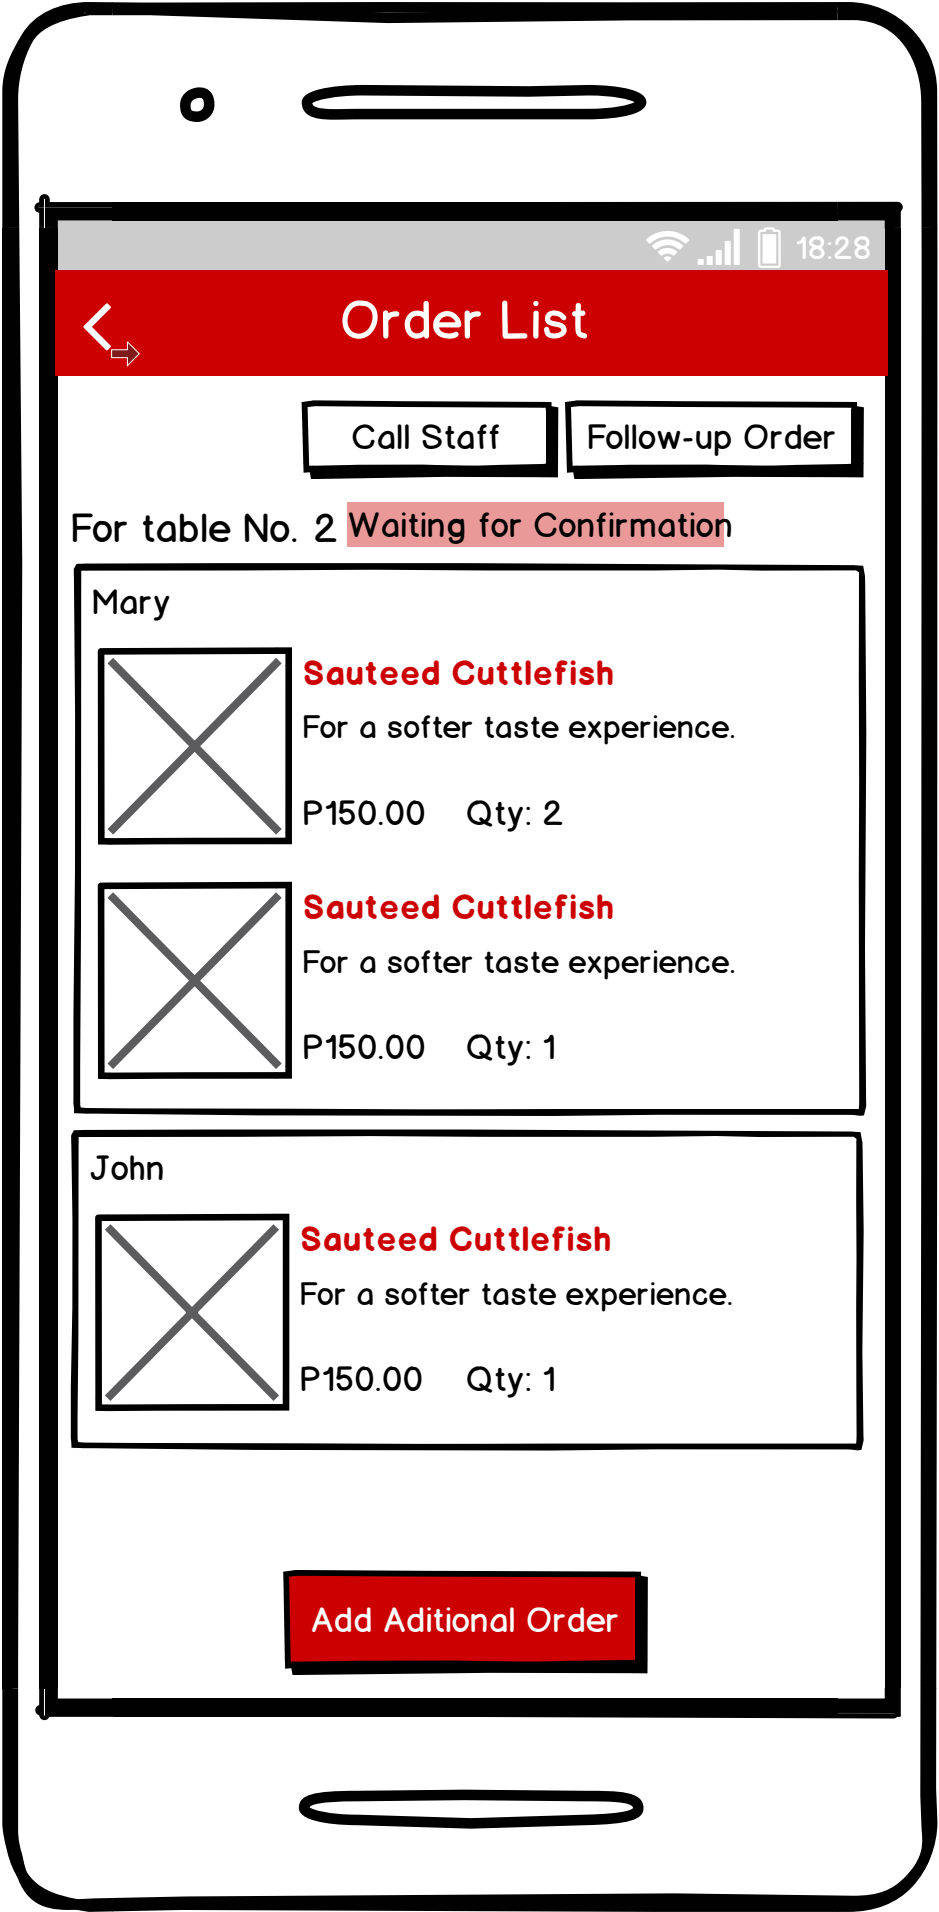 18:28
Order List
Call Staff
Follow-up Order
For table No. 2 Waiting for Confirmation
Mary
Sauteed Cuttlefish
For a softer taste experience.
P150.00 Qty: 2
Sauteed Cuttlefish
For a softer taste experience.
P150.00 Qty: 1
John
Sauteed Cuttlefish
For a softer taste experience.
P150.00 Qty: 1
Add Aditional Order